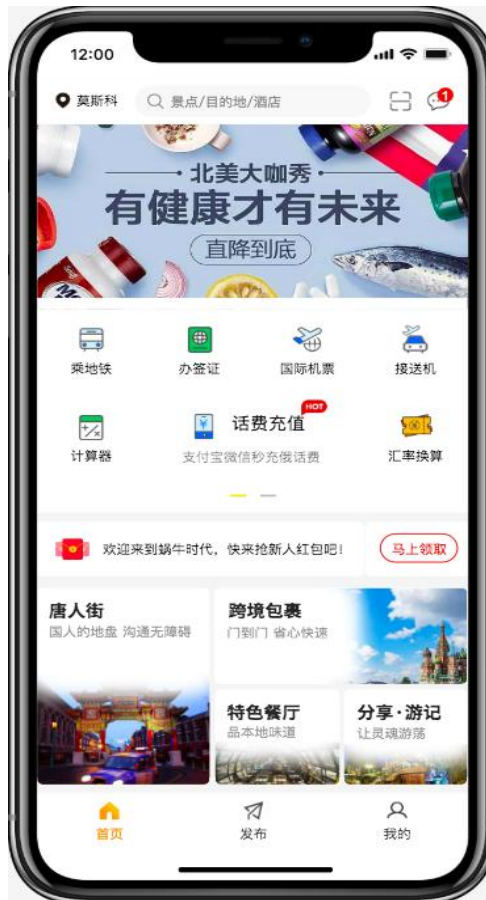 12:00
莫斯科
景点/目的地/酒店
1
北美大咖秀
有健康才有未来
直降到底
乘地铁
办签证
国际机票
接送机
计算器
话费充值
HOT
支付宝微信秒充俄话费
汇率换算
欢迎来到蜗牛时代，快来抢新人红包吧!
马上领取
唐人街
国人的地盘 沟通无障碍
跨境包裹
门到门 省心快速
特色餐厅
品本地味道
分享·游记
让灵魂游荡
首页
发布
我的